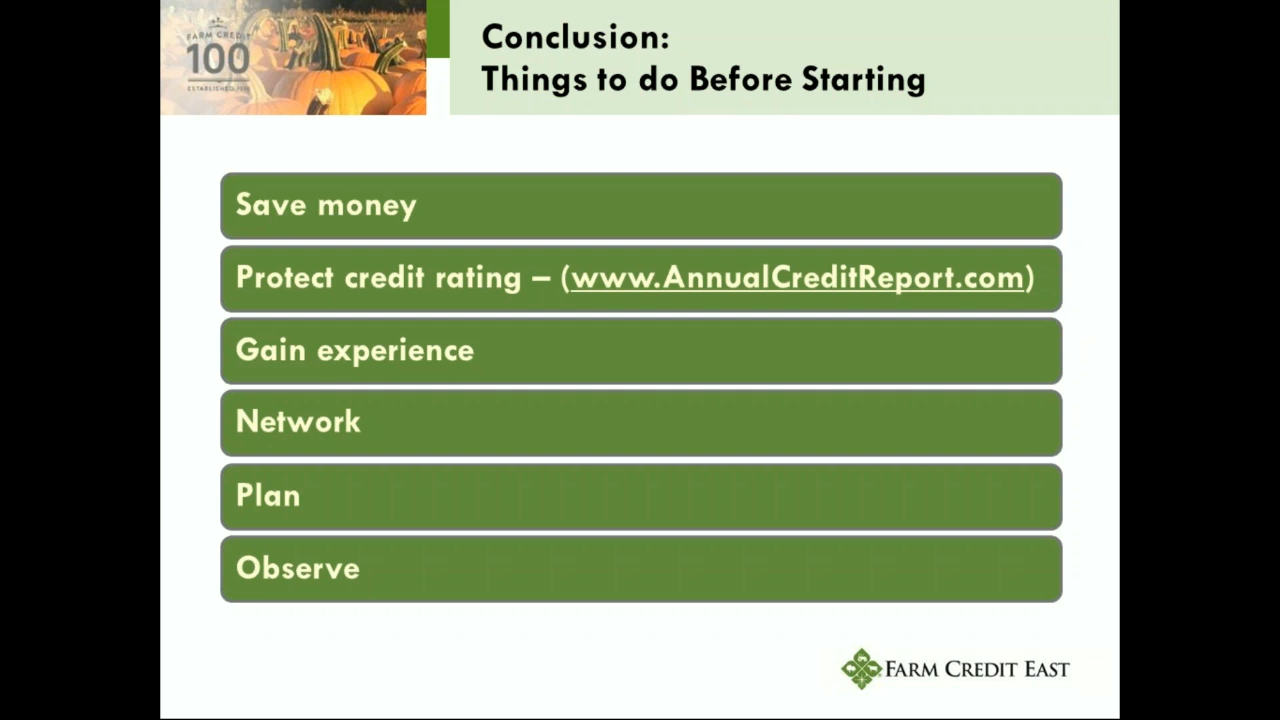 FARM CREDIT
100
ESTABLISHED
Conclusion:
Things to do Before Starting
Save money
Protect credit rating – (www.AnnualCreditReport.com)
Gain experience
Network
Plan
Observe
FARM CREDIT EAST